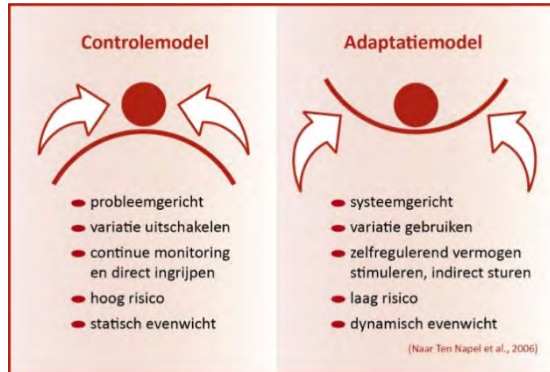 Controlemodel
probleemgericht
variatie uitschakelen
continue monitoring
en direct ingrijpen
hoog risico
statisch evenwicht
Adaptatiemodel
systeemgericht
variatie gebruiken
zelfregulerend vermogen
stimuleren, indirect sturen
laag risico
dynamisch evenwicht
(Naar Ten Napel et al., 2006)